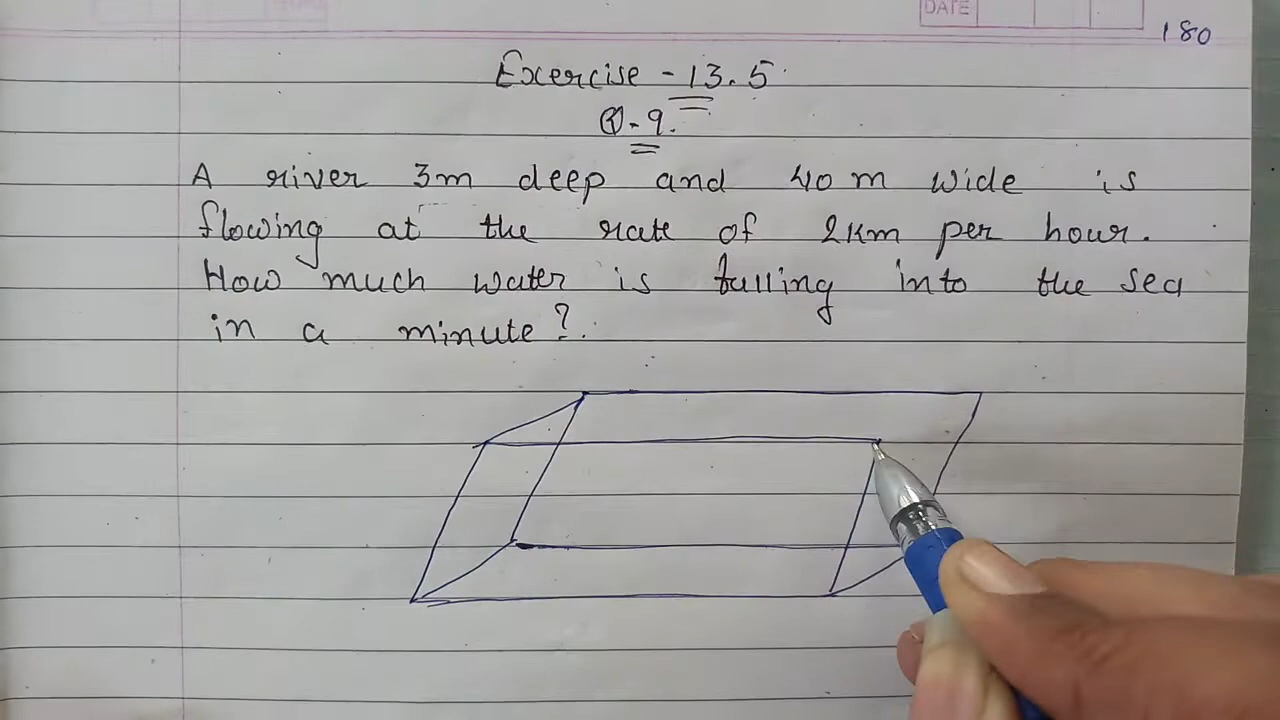 DATE
180
Exercise - 13.5
Q-9.
A river 3m deep and 40 m wide is
flowing at the rate of 2Km per hour.
How much water is falling into the sea
in a minute?